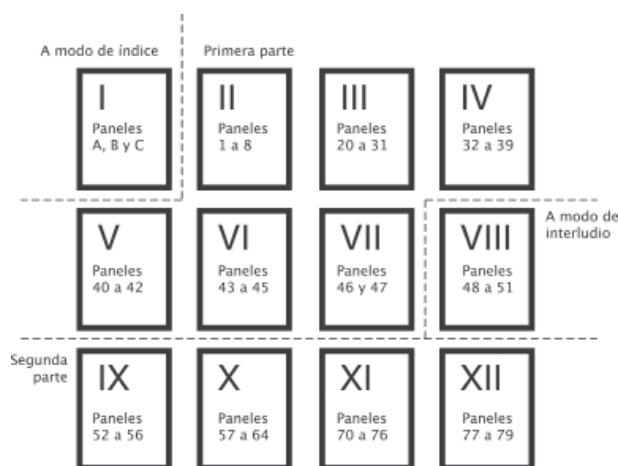 A modo de índice
Primera parte
I
Paneles
A, B y C
II
Paneles
1 a 8
III
Paneles
20 a 31
IV
Paneles
32 a 39
V
Paneles
40 a 42
VI
Paneles
43 a 45
VII
Paneles
46 y 47
VIII
Paneles
48 a 51
A modo de
interludio
Segunda
parte
IX
Paneles
52 a 56
X
Paneles
57 a 64
XI
Paneles
70 a 76
XII
Paneles
77 a 79